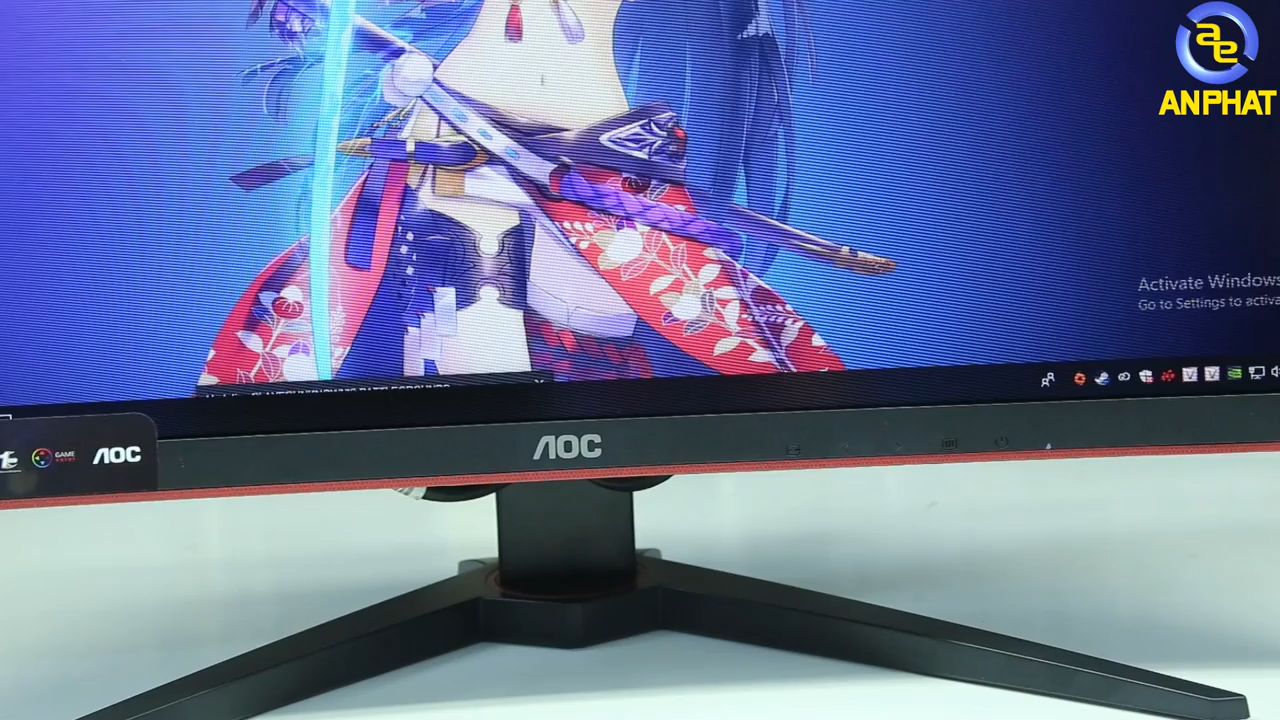 ANPHAT
Activate Windows
Go to Settings to activa
AOC
GAME
AOC